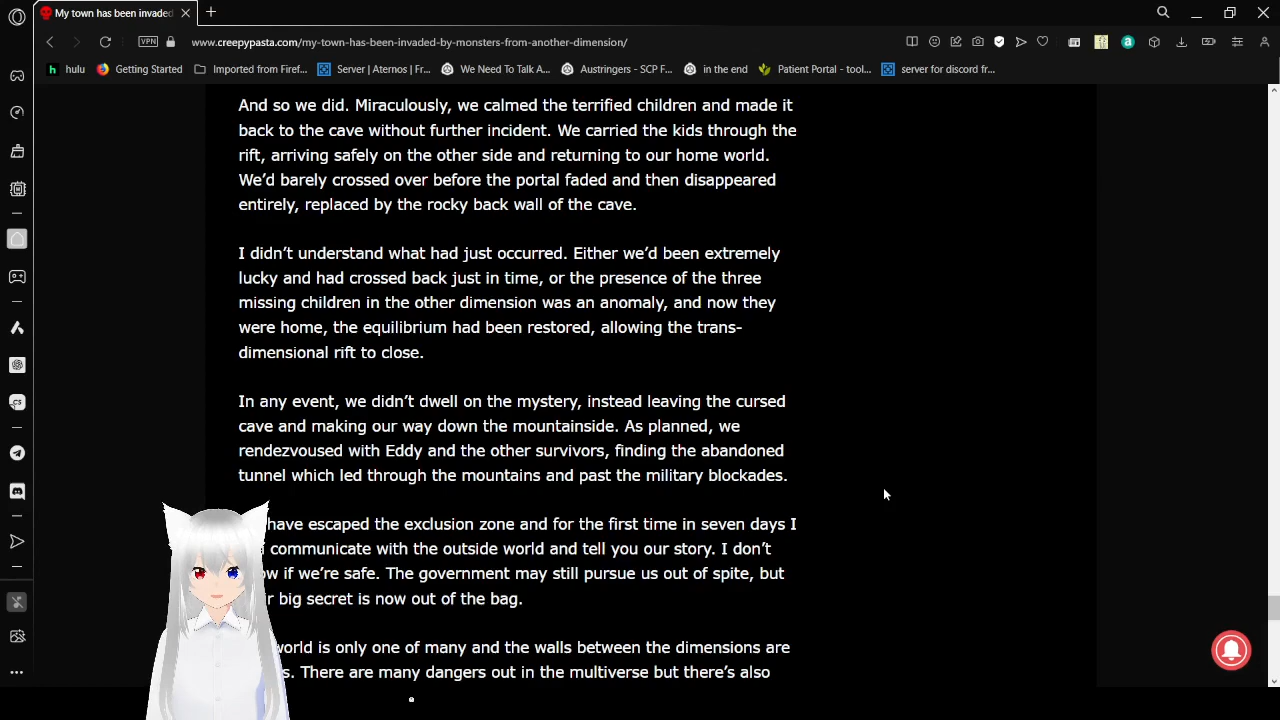 My town has been invaded
www.creepypasta.com/my-town-has-been-invaded-by-monsters-from-another-dimension/
VPN
hulu
Getting Started
Imported from Firef...
Server | Aternos | Fr...
We Need To Talk A...
Austringers - SCP F...
in the end
Patient Portal - tool...
server for discord fr...
And so we did. Miraculously, we calmed the terrified children and made it
back to the cave without further incident. We carried the kids through the
rift, arriving safely on the other side and returning to our home world.
We’d barely crossed over before the portal faded and then disappeared
entirely, replaced by the rocky back wall of the cave.
I didn’t understand what had just occurred. Either we’d been extremely
lucky and had crossed back just in time, or the presence of the three
missing children in the other dimension was an anomaly, and now they
were home, the equilibrium had been restored, allowing the trans-
dimensional rift to close.
In any event, we didn’t dwell on the mystery, instead leaving the cursed
cave and making our way down the mountainside. As planned, we
rendezvoused with Eddy and the other survivors, finding the abandoned
tunnel which led through the mountains and past the military blockades.
have escaped the exclusion zone and for the first time in seven days I
communicate with the outside world and tell you our story. I don’t
if we’re safe. The government may still pursue us out of spite, but
big secret is now out of the bag.
world is only one of many and the walls between the dimensions are
There are many dangers out in the multiverse but there’s also